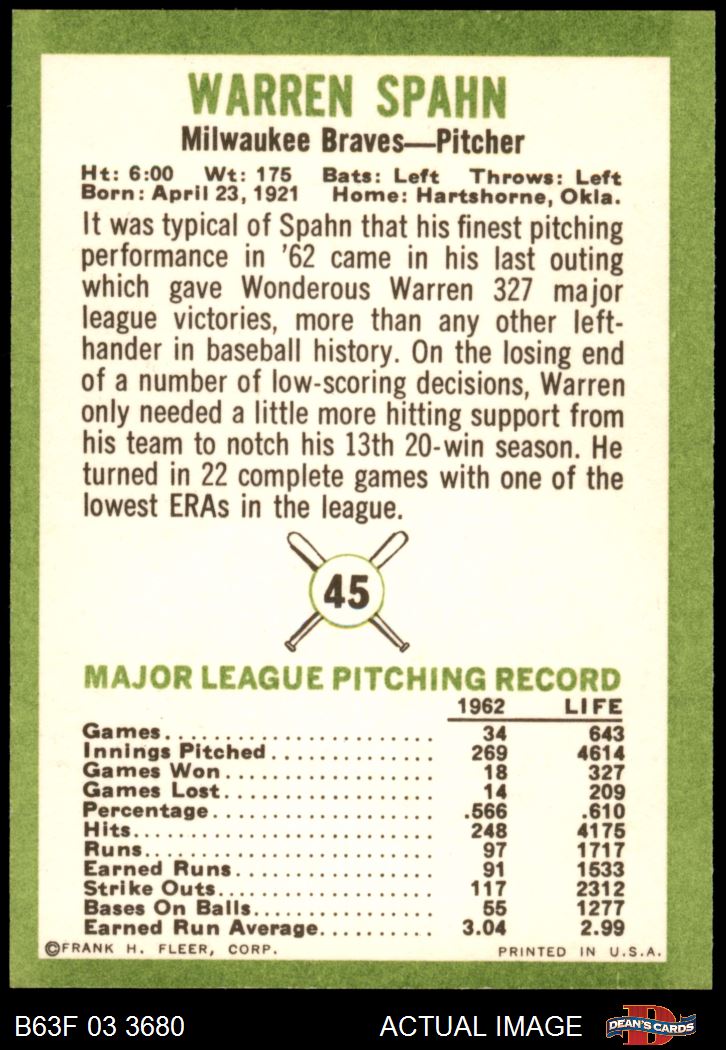 WARREN SPAHN
Milwaukee Braves—Pitcher
Ht: 6:00 Wt: 175 Bats: Left Throws: Left
Born: April 23, 1921 Home: Hartshorne, Okla.
It was typical of Spahn that his finest pitching
performance in '62 came in his last outing
which gave Wonderous Warren 327 major
league victories, more than any other left-
hander in baseball history. On the losing end
of a number of low-scoring decisions, Warren
only needed a little more hitting support from
his team to notch his 13th 20-win season. He
turned in 22 complete games with one of the
lowest ERAs in the league.
45
MAJOR LEAGUE PITCHING RECORD
1962 LIFE
Games 34 643
Innings Pitched 269 4614
Games Won 18 327
Games Lost 14 209
Percentage .566 .610
Hits 248 4175
Runs 97 1717
Earned Runs 91 1533
Strike Outs 117 2312
Bases On Balls 55 1277
Earned Run Average 3.04 2.99
©FRANK H. FLEER, CORP. PRINTED IN U.S.A.
B63F 03 3680 ACTUAL IMAGE D DEAN'S CARDS